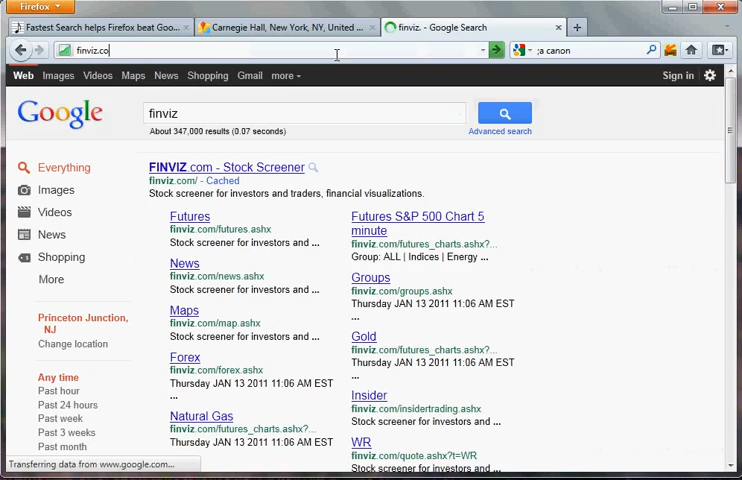 Firefox
Fastest Search helps Firefox beat Goo...
Carnegie Hall, New York, NY, United ...
finviz. - Google Search
finviz.co
;a canon
Web Images Videos Maps News Shopping Gmail more
Sign in
Google
finviz
About 347,000 results (0.07 seconds)
Advanced search
Everything
Images
Videos
News
Shopping
More
Princeton Junction,
NJ
Change location
Any time
Past hour
Past 24 hours
Past week
Past 3 weeks
Past month
FINVIZ.com - Stock Screener
finviz.com/ - Cached
Stock screener for investors and traders, financial visualizations.
Futures
finviz.com/futures.ashx
Stock screener for investors and ...
News
finviz.com/news.ashx
Stock screener for investors and ...
Maps
finviz.com/map.ashx
Stock screener for investors and ...
Forex
finviz.com/forex.ashx
Thursday JAN 13 2011 11:06 AM EST
...
Natural Gas
finviz.com/futures_charts.ashx?...
Thursday JAN 13 2011 11:06 AM EST
Futures S&P 500 Chart 5
minute
finviz.com/futures_charts.ashx?...
Group: ALL | Indices | Energy ...
Groups
finviz.com/groups.ashx
Thursday JAN 13 2011 11:06 AM EST
...
Gold
finviz.com/futures_charts.ashx?...
Thursday JAN 13 2011 11:06 AM EST
...
Insider
finviz.com/insidertrading.ashx
Stock screener for investors and ...
WR
finviz.com/quote.ashx?t=WR
Stock screener for investors and ...
Transferring data from www.google.com...